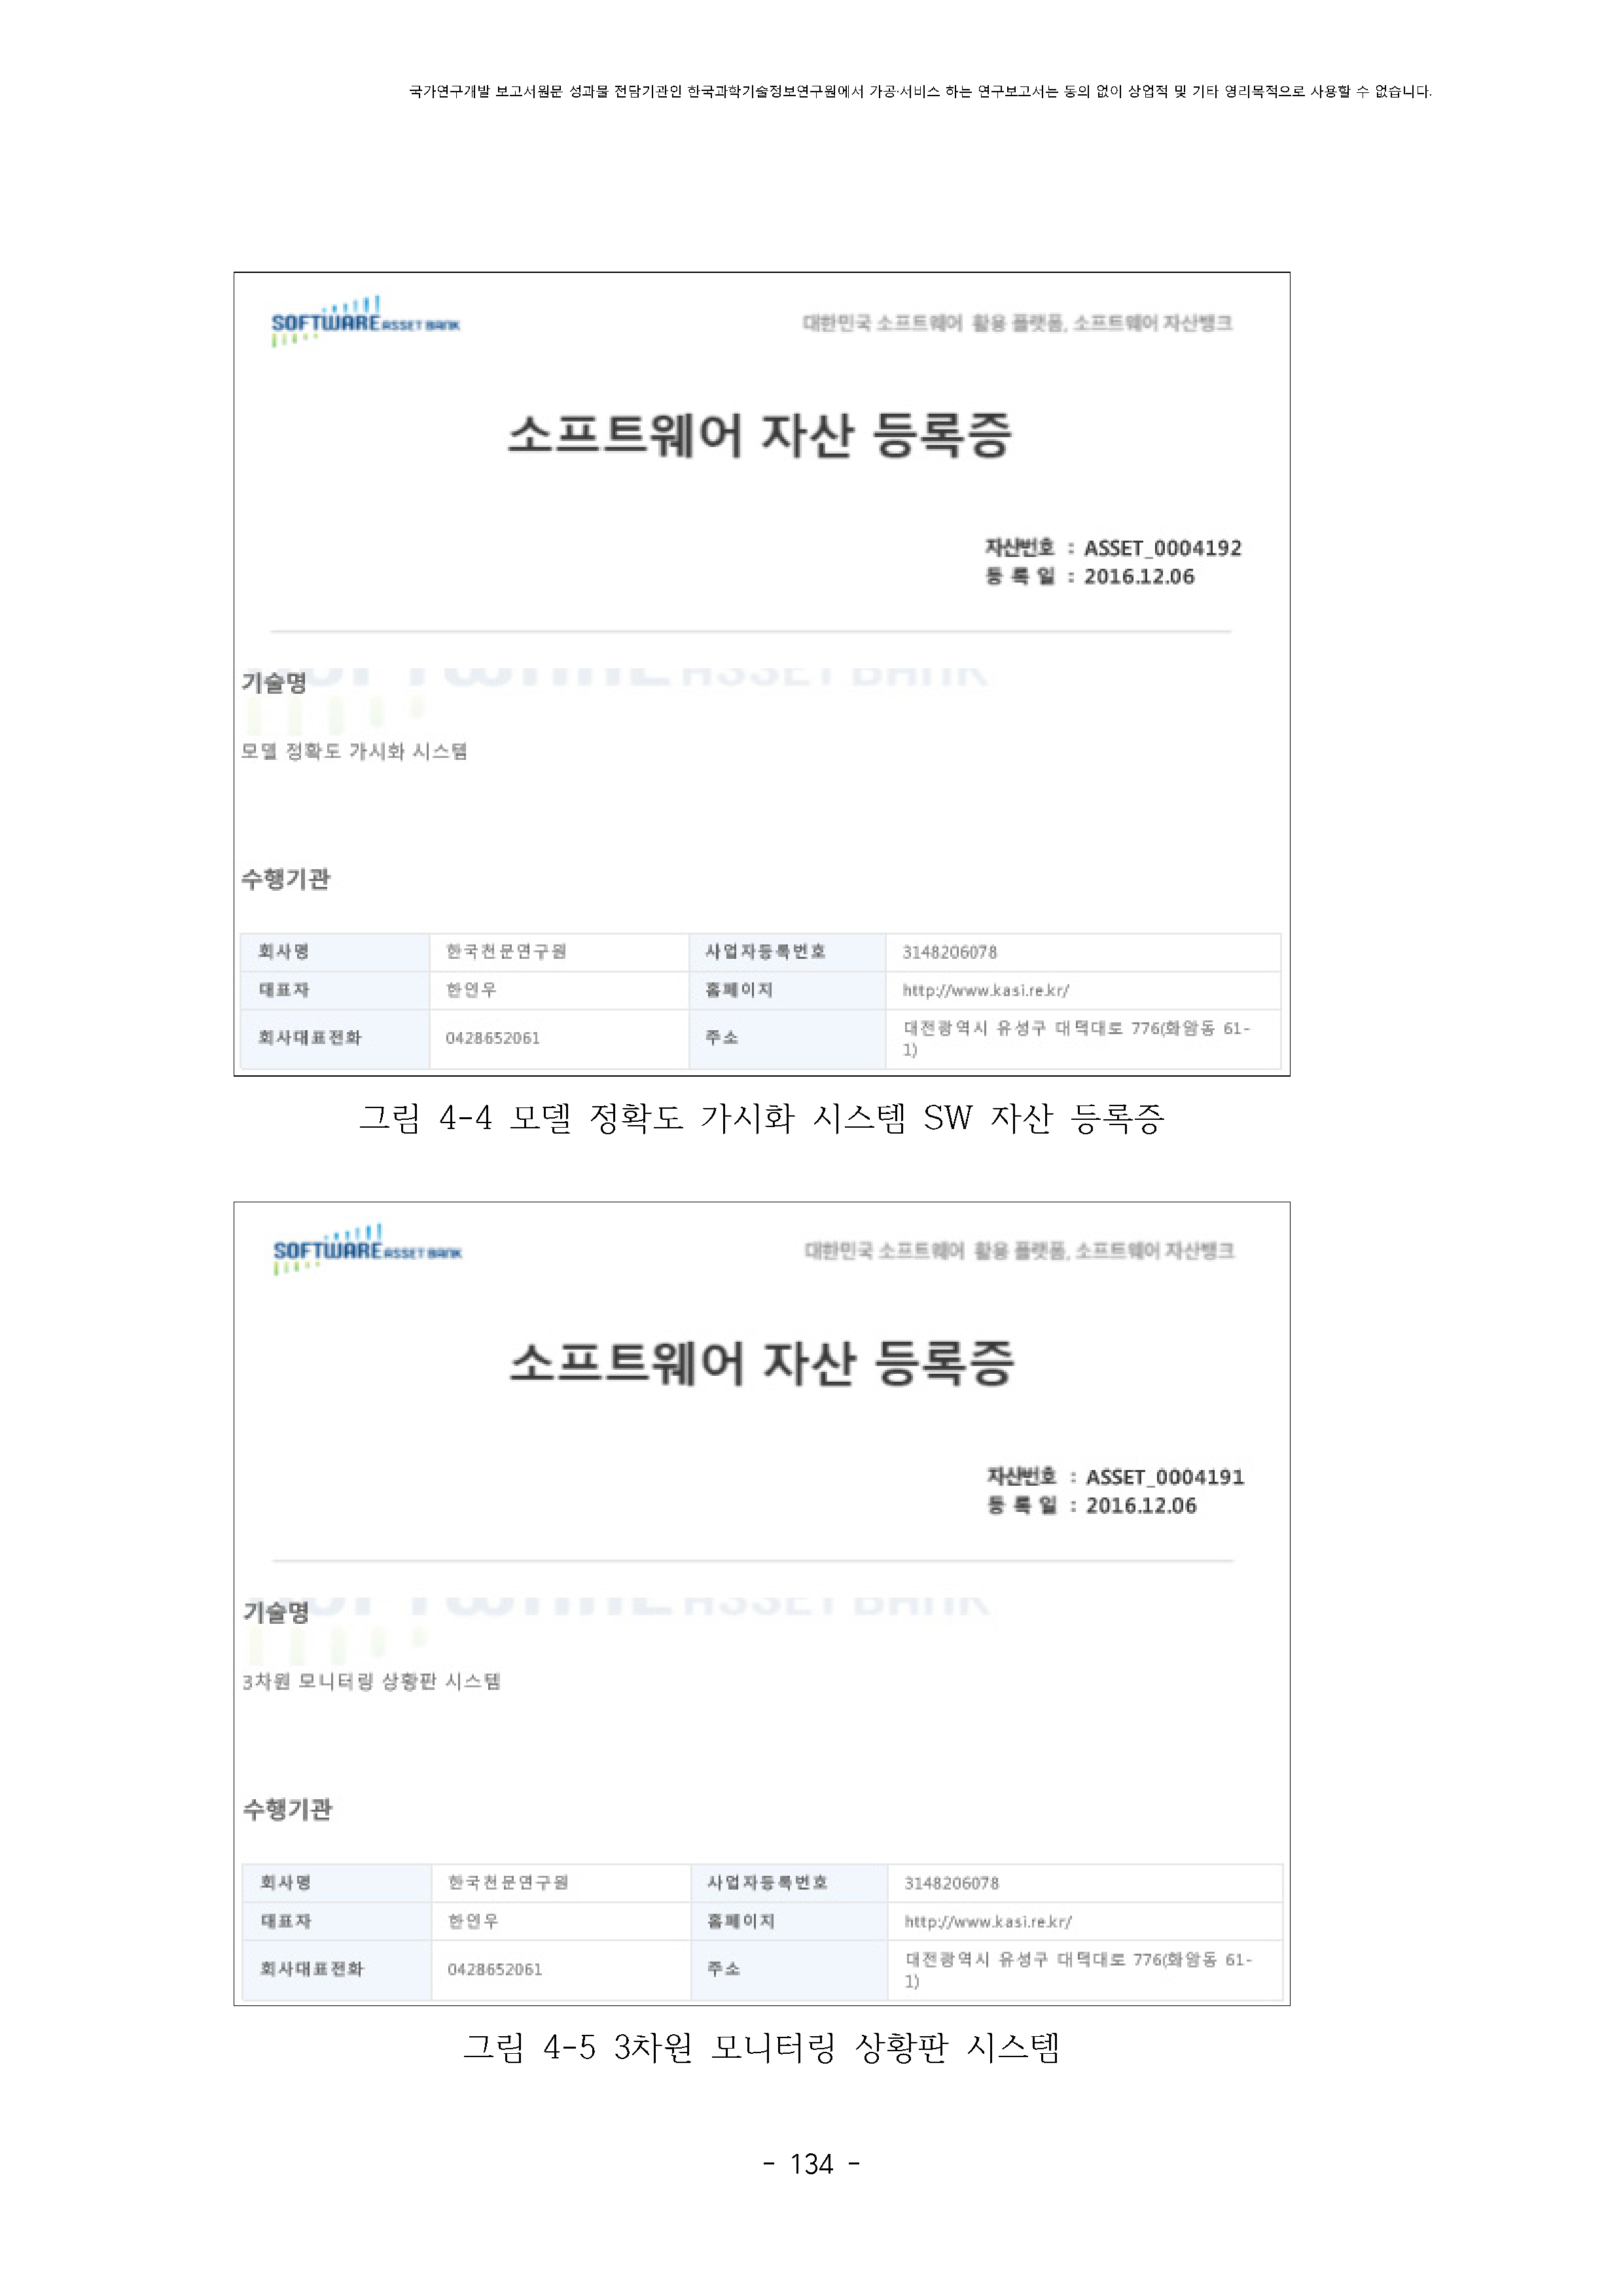 국가연구개발 보고서원문 성과물 전담기관인 한국과학기술정보연구원에서 가공·서비스 하는 연구보고서는 동의 없이 상업적 및 기타 영리목적으로 사용할 수 없습니다.
SOFTWARE ASSET BANK
대한민국 소프트웨어 활용 플랫폼, 소프트웨어 자산뱅크
소프트웨어 자산 등록증
자산번호 : ASSET_0004192
등 록 일 : 2016.12.06
SOFTWARE ASSET BANK
기술명
모델 정확도 가시화 시스템
수행기관
회사명 한국천문연구원 사업자등록번호 3148206078
대표자 한인우 홈페이지 http://www.kasi.re.kr/
회사대표전화 0428652061 주소 대전광역시 유성구 대덕대로 776(화암동 61-
1)
그림 4-4 모델 정확도 가시화 시스템 SW 자산 등록증
SOFTWARE ASSET BANK
대한민국 소프트웨어 활용 플랫폼, 소프트웨어 자산뱅크
소프트웨어 자산 등록증
자산번호 : ASSET_0004191
등 록 일 : 2016.12.06
SOFTWARE ASSET BANK
기술명
3차원 모니터링 상황판 시스템
수행기관
회사명 한국천문연구원 사업자등록번호 3148206078
대표자 한인우 홈페이지 http://www.kasi.re.kr/
회사대표전화 0428652061 주소 대전광역시 유성구 대덕대로 776(화암동 61-
1)
그림 4-5 3차원 모니터링 상황판 시스템
- 134 -